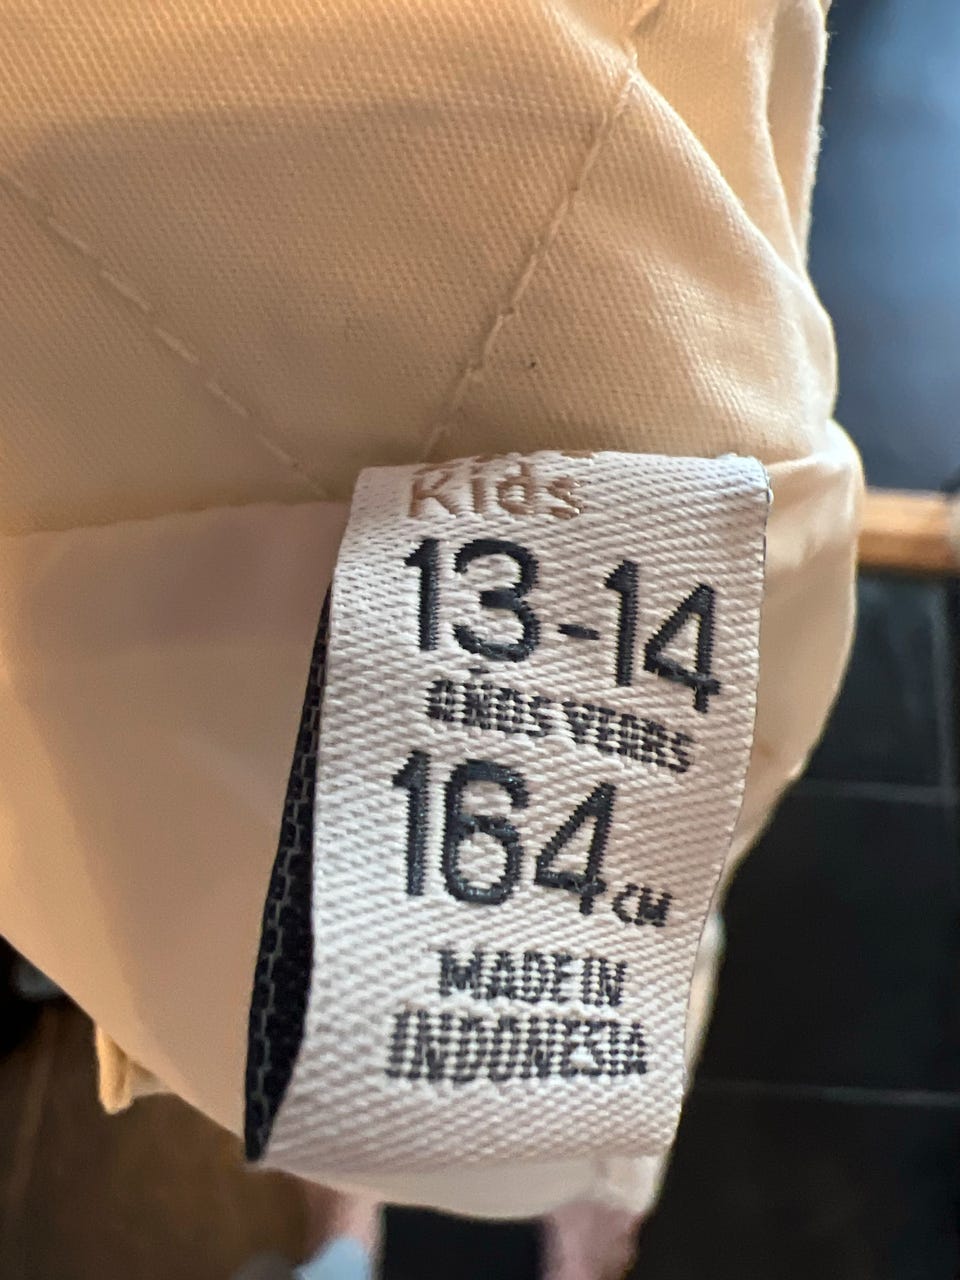 Kids
13-14
AÑOS YEARS
164 CM
MADE IN
INDONESIA